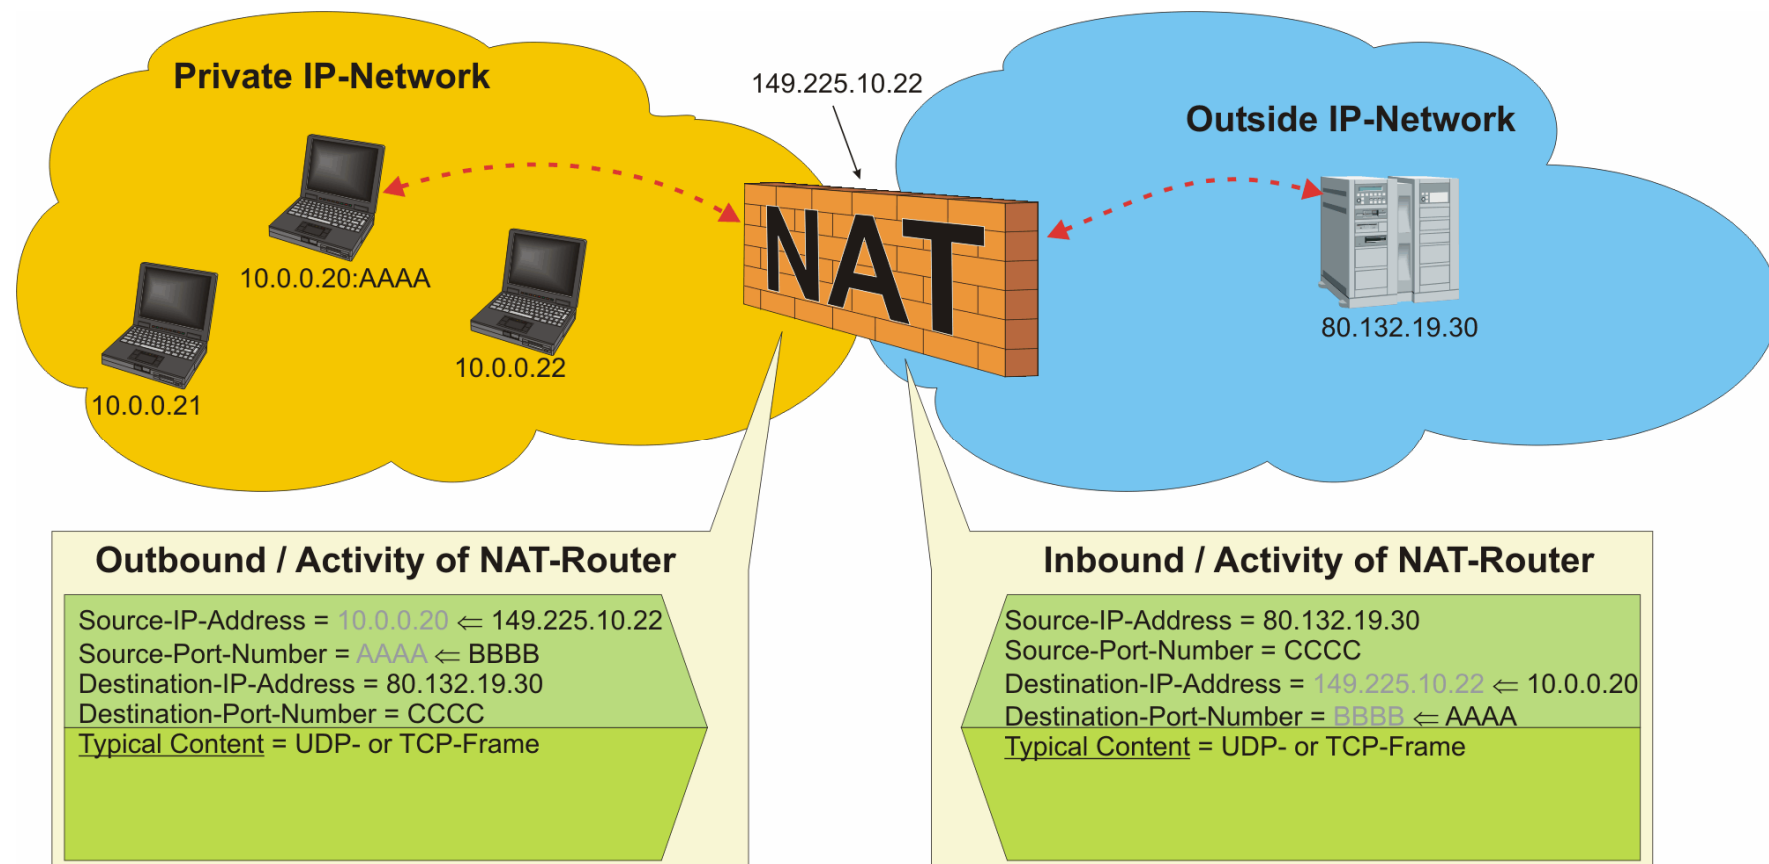 Private IP-Network
149.225.10.22
Outside IP-Network
NAT
10.0.0.20:AAAA
10.0.0.22
10.0.0.21
80.132.19.30
Outbound / Activity of NAT-Router
Source-IP-Address = 10.0.0.20 ⇐ 149.225.10.22
Source-Port-Number = AAAA ⇐ BBBB
Destination-IP-Address = 80.132.19.30
Destination-Port-Number = CCCC
Typical Content = UDP- or TCP-Frame
Inbound / Activity of NAT-Router
Source-IP-Address = 80.132.19.30
Source-Port-Number = CCCC
Destination-IP-Address = 149.225.10.22 ⇐ 10.0.0.20
Destination-Port-Number = BBBB ⇐ AAAA
Typical Content = UDP- or TCP-Frame